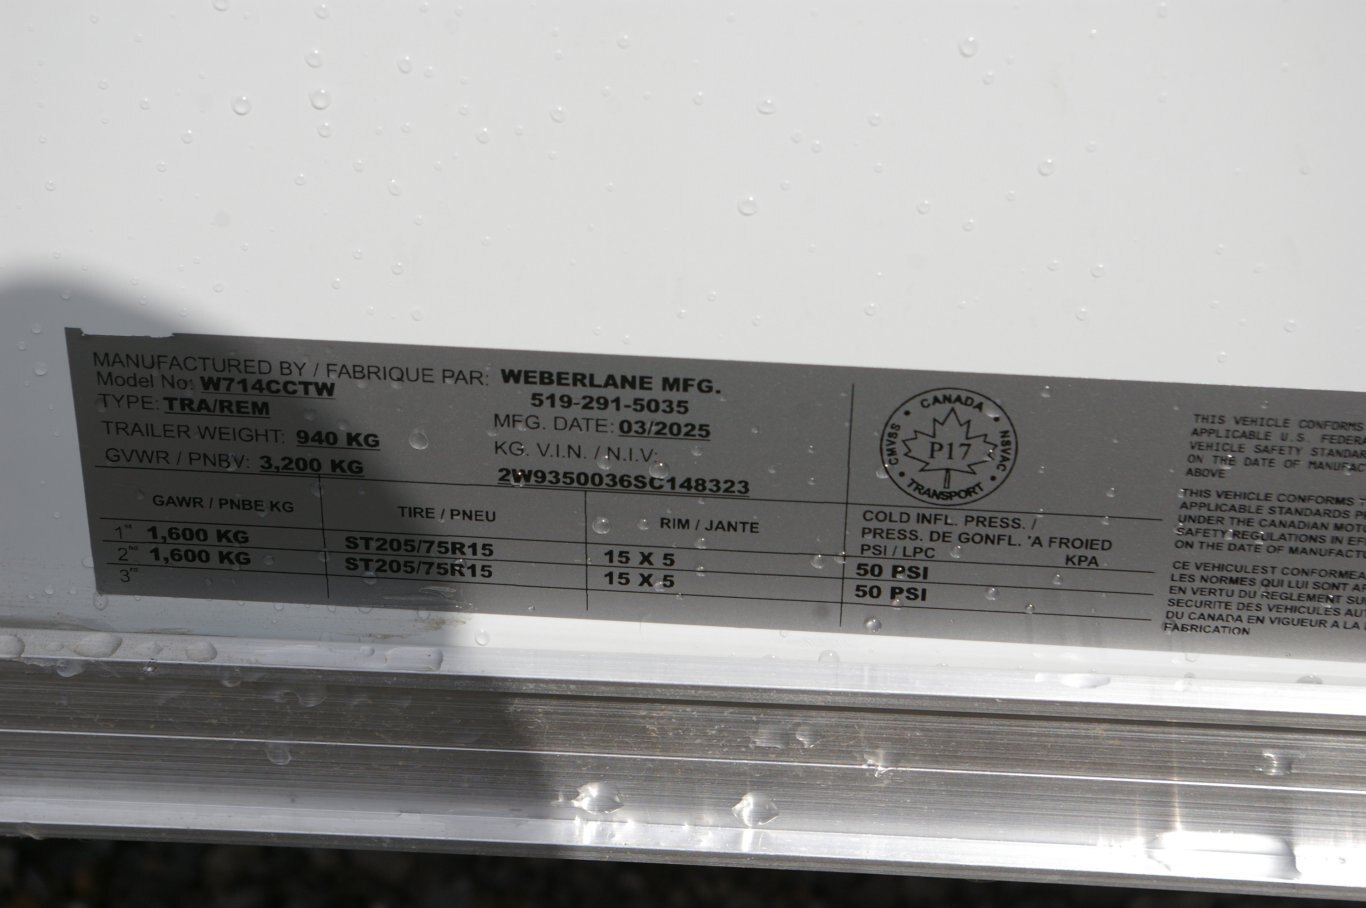 MANUFACTURED BY / FABRIQUE PAR: WEBERLANE MFG.
Model No: W714CCTW
519-291-5035
TYPE: TRA/REM
MFG. DATE: 03/2025
TRAILER WEIGHT: 940 KG
KG. V.I.N. / N.I.V:
GVWR / PNBV: 3,200 KG
2W9350036SC148323
CANADA
CMVSS
NSVAC
P17
TRANSPORT
GAWR / PNBE KG
TIRE / PNEU
RIM / JANTE
COLD INFL. PRESS. /
PRESS. DE GONFL. 'A FROIED
PSI / LPC KPA
1st 1,600 KG ST205/75R15 15 X 5 50 PSI
2nd 1,600 KG ST205/75R15 15 X 5 50 PSI
3rd
THIS VEHICLE CONFORMS
APPLICABLE U.S. FEDER
VEHICLE SAFETY STANDAR
ON THE DATE OF MANUFAC
ABOVE
THIS VEHICLE CONFORMS
APPLICABLE STANDARDS P
UNDER THE CANADIAN MOT
SAFETY REGULATIONS IN EF
ON THE DATE OF MANUFACT
CE VEHICULEST CONFORMEA
LES NORMES QUI LUI SONT A
EN VERTU DU REGLEMENT SU
SECURITE DES VEHICULES AU
DU CANADA EN VIGUEUR A LA
FABRICATION